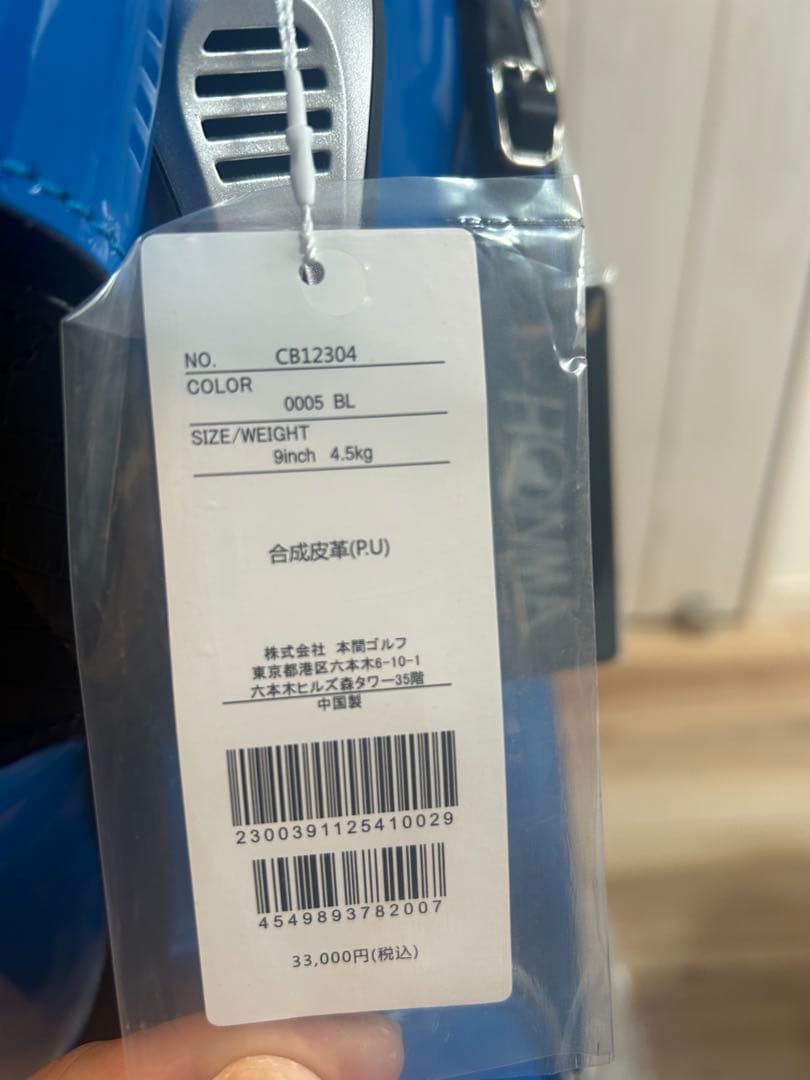 NO. CB12304
COLOR
0005 BL
SIZE/WEIGHT
9inch 4.5kg
合成皮革(P.U)
株式会社 本間ゴルフ
東京都港区六本木6-10-1
六本木ヒルズ森タワー35階
中国製
2300391125410029
4549893782007
33,000円(税込)